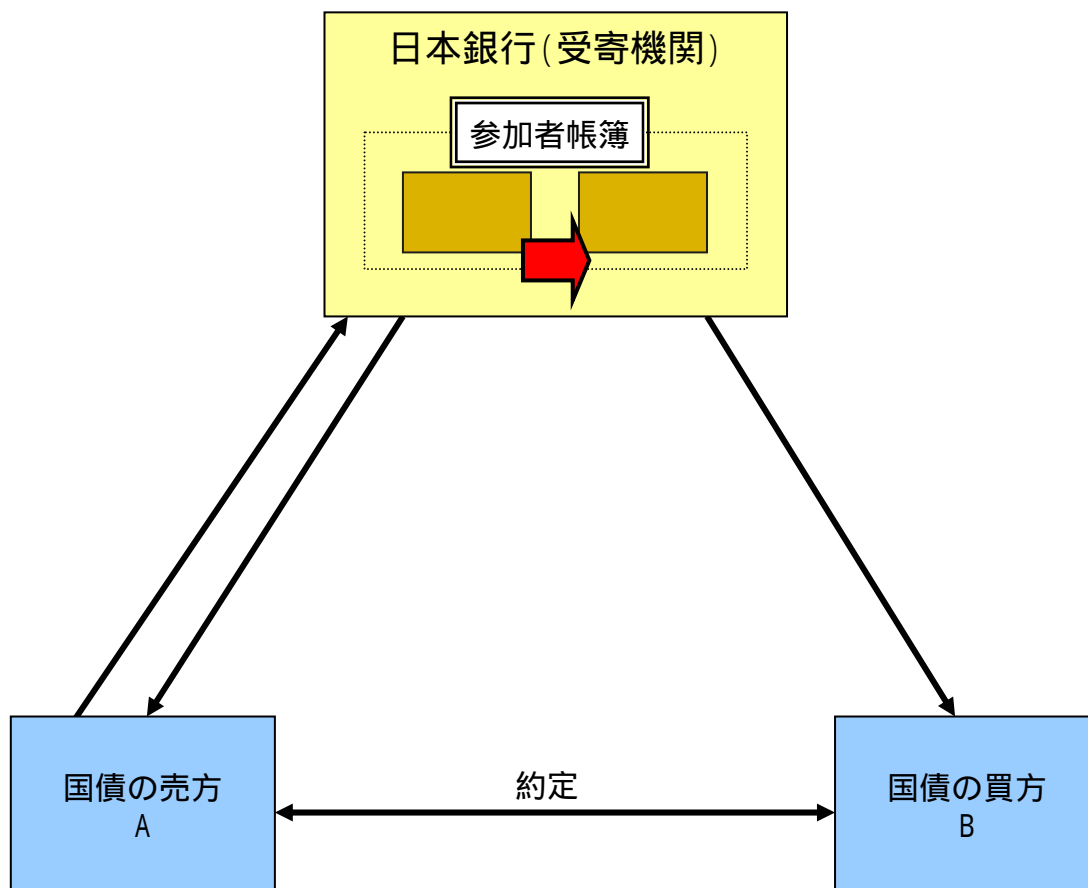 日本銀行(受寄機関)
参加者帳簿
国債の売方
A
約定
国債の買方
B